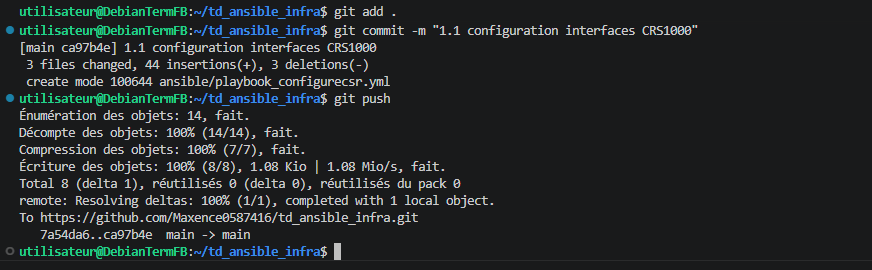 utilisateur@DebianTermFB:~/td_ansible_infra$ git add .
utilisateur@DebianTermFB:~/td_ansible_infra$ git commit -m "1.1 configuration interfaces CRS1000"
[main ca97b4e] 1.1 configuration interfaces CRS1000
 3 files changed, 44 insertions(+), 3 deletions(-)
 create mode 100644 ansible/playbook_configurecsr.yml
utilisateur@DebianTermFB:~/td_ansible_infra$ git push
Énumération des objets: 14, fait.
Décompte des objets: 100% (14/14), fait.
Compression des objets: 100% (7/7), fait.
Écriture des objets: 100% (8/8), 1.08 Kio | 1.08 Mio/s, fait.
Total 8 (delta 1), réutilisés 0 (delta 0), réutilisés du pack 0
remote: Resolving deltas: 100% (1/1), completed with 1 local object.
To https://github.com/Maxence0587416/td_ansible_infra.git
   7a54da6..ca97b4e  main -> main
utilisateur@DebianTermFB:~/td_ansible_infra$